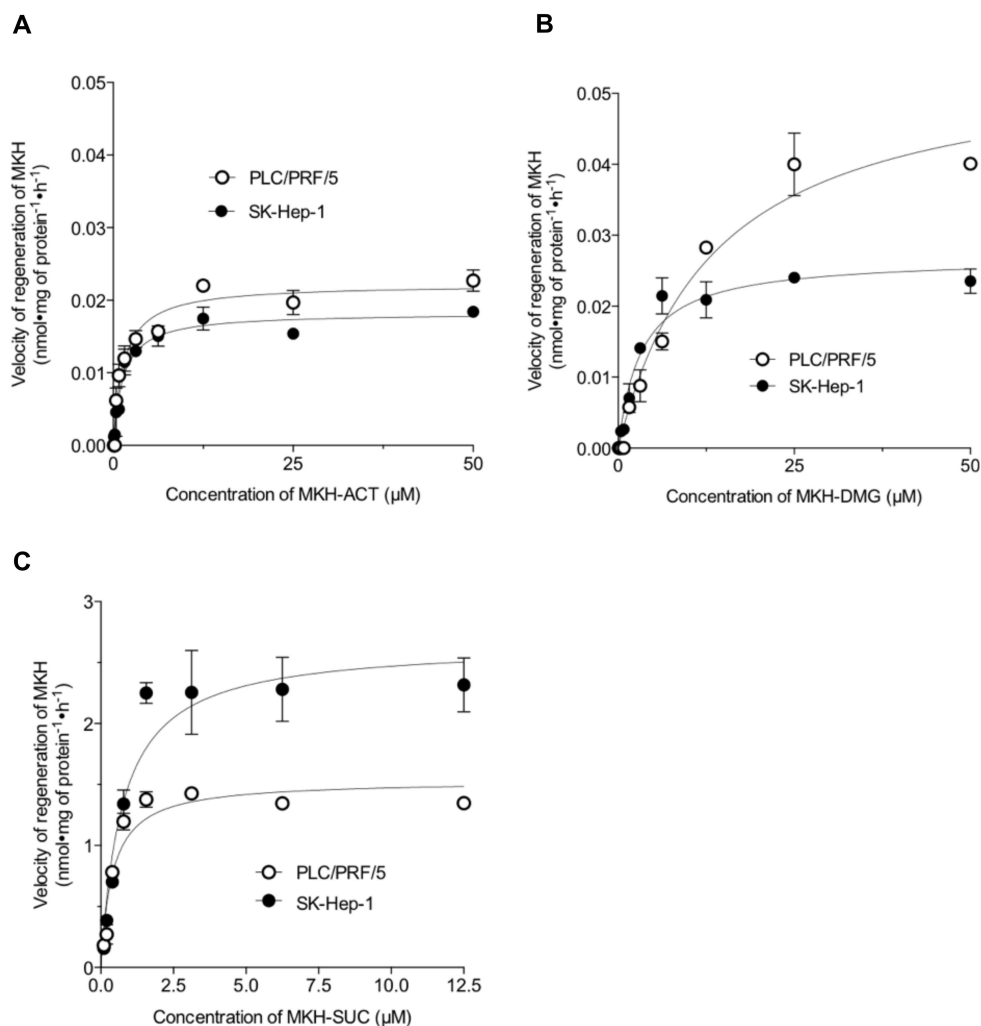 A
Velocity of regeneration of MKH
(nmol•mg of protein⁻¹•h⁻¹)
0.05
0.04
0.03
0.02
0.01
0.00
PLC/PRF/5
SK-Hep-1
0
25
50
Concentration of MKH-ACT (µM)
B
Velocity of regeneration of MKH
(nmol•mg of protein⁻¹•h⁻¹)
0.05
0.04
0.03
0.02
0.01
0.00
PLC/PRF/5
SK-Hep-1
0
25
50
Concentration of MKH-DMG (µM)
C
Velocity of regeneration of MKH
(nmol•mg of protein⁻¹•h⁻¹)
3
2
1
0
PLC/PRF/5
SK-Hep-1
0.0
2.5
5.0
7.5
10.0
12.5
Concentration of MKH-SUC (µM)